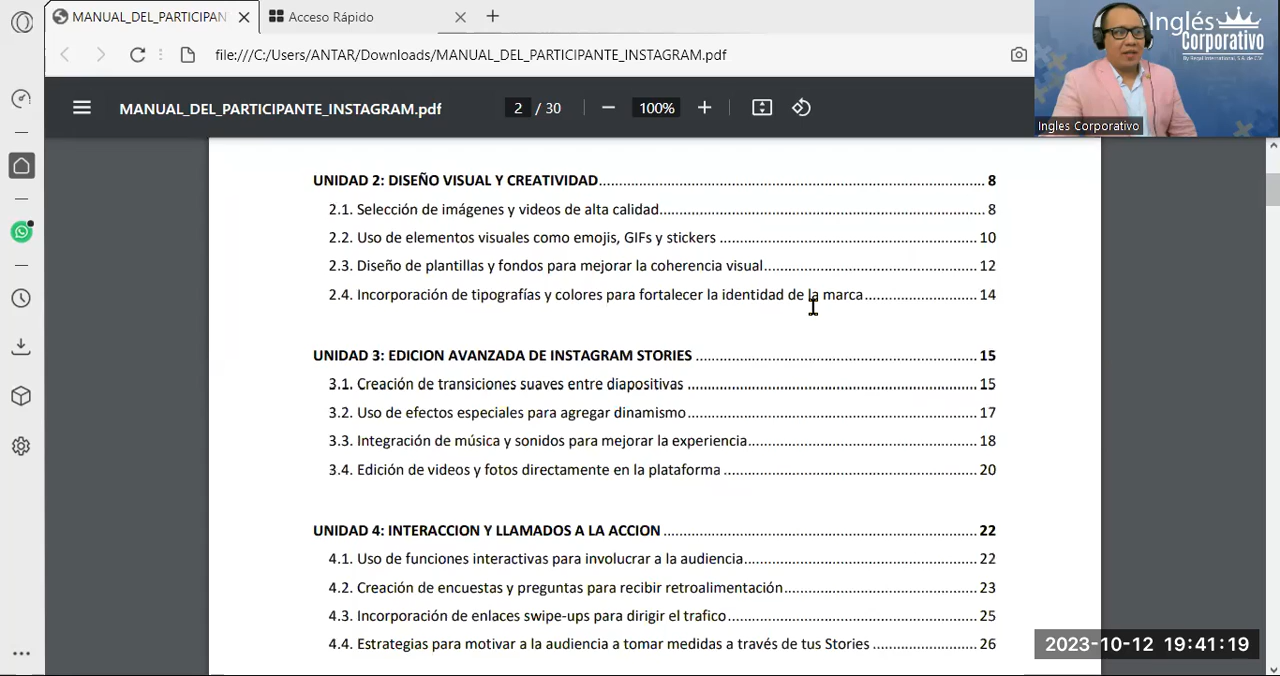 MANUAL_DEL_PARTICIPAN
Acceso Rápido
file:///C:/Users/ANTAR/Downloads/MANUAL_DEL_PARTICIPANTE_INSTAGRAM.pdf
MANUAL_DEL_PARTICIPANTE_INSTAGRAM.pdf
2 / 30
100%
Inglés
Corporativo
By Regal International, S.A. de C.V.
Ingles Corporativo
UNIDAD 2: DISEÑO VISUAL Y CREATIVIDAD 8
2.1. Selección de imágenes y videos de alta calidad 8
2.2. Uso de elementos visuales como emojis, GIFs y stickers 10
2.3. Diseño de plantillas y fondos para mejorar la coherencia visual 12
2.4. Incorporación de tipografías y colores para fortalecer la identidad de la marca 14
UNIDAD 3: EDICION AVANZADA DE INSTAGRAM STORIES 15
3.1. Creación de transiciones suaves entre diapositivas 15
3.2. Uso de efectos especiales para agregar dinamismo 17
3.3. Integración de música y sonidos para mejorar la experiencia 18
3.4. Edición de videos y fotos directamente en la plataforma 20
UNIDAD 4: INTERACCION Y LLAMADOS A LA ACCION 22
4.1. Uso de funciones interactivas para involucrar a la audiencia 22
4.2. Creación de encuestas y preguntas para recibir retroalimentación 23
4.3. Incorporación de enlaces swipe-ups para dirigir el trafico 25
4.4. Estrategias para motivar a la audiencia a tomar medidas a través de tus Stories 26
2023-10-12 19:41:19